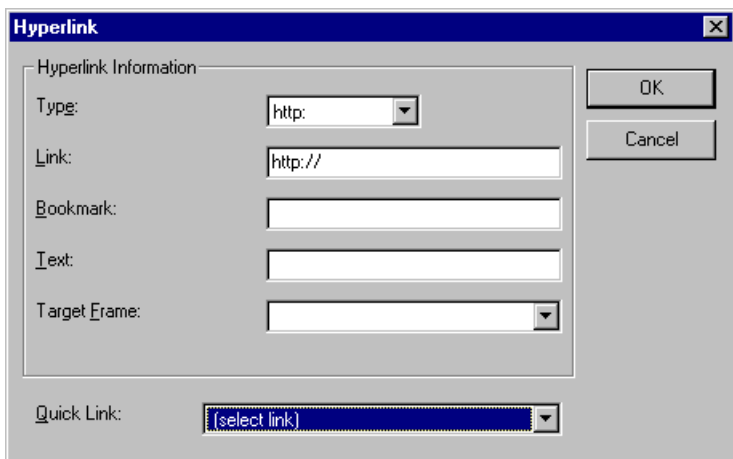 Hyperlink
Hyperlink Information
Type: http:
Link: http://
Bookmark:
Text:
Target Frame:
Quick Link: (select link)
OK
Cancel